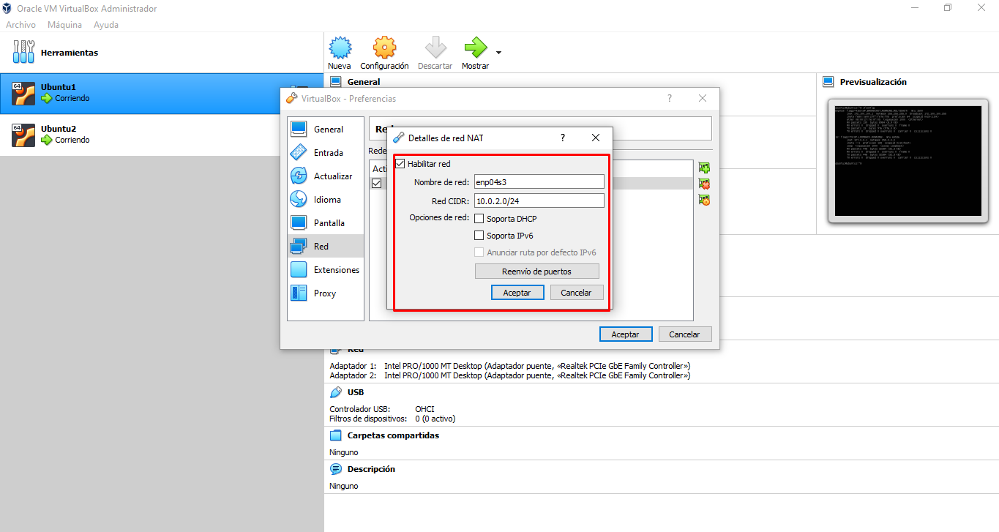 Oracle VM VirtualBox Administrador
Archivo Máquina Ayuda
Herramientas
Nueva Configuración Descartar Mostrar
64 Ubuntu1
Corriendo
64 Ubuntu2
Corriendo
General
Previsualización
VirtualBox - Preferencias ?
General
Entrada
Actualizar
Idioma
Pantalla
Red
Extensiones
Proxy
Re
Rede
Acti
Detalles de red NAT ?
Habilitar red
Nombre de red: enp04s3
Red CIDR: 10.0.2.0/24
Opciones de red: Soporta DHCP
Soporta IPv6
Anunciar ruta por defecto IPv6
Reenvío de puertos
Aceptar Cancelar
Aceptar Cancelar
Red
Adaptador 1: Intel PRO/1000 MT Desktop (Adaptador puente, «Realtek PCIe GbE Family Controller»)
Adaptador 2: Intel PRO/1000 MT Desktop (Adaptador puente, «Realtek PCIe GbE Family Controller»)
USB
Controlador USB: OHCI
Filtros de dispositivos: 0 (0 activo)
Carpetas compartidas
Ninguno
Descripción
Ninguno